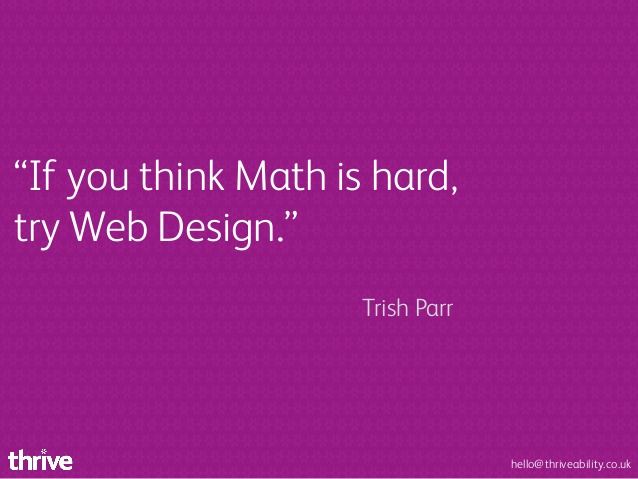 “If you think Math is hard,
try Web Design.”
Trish Parr
thrive
hello@thriveability.co.uk